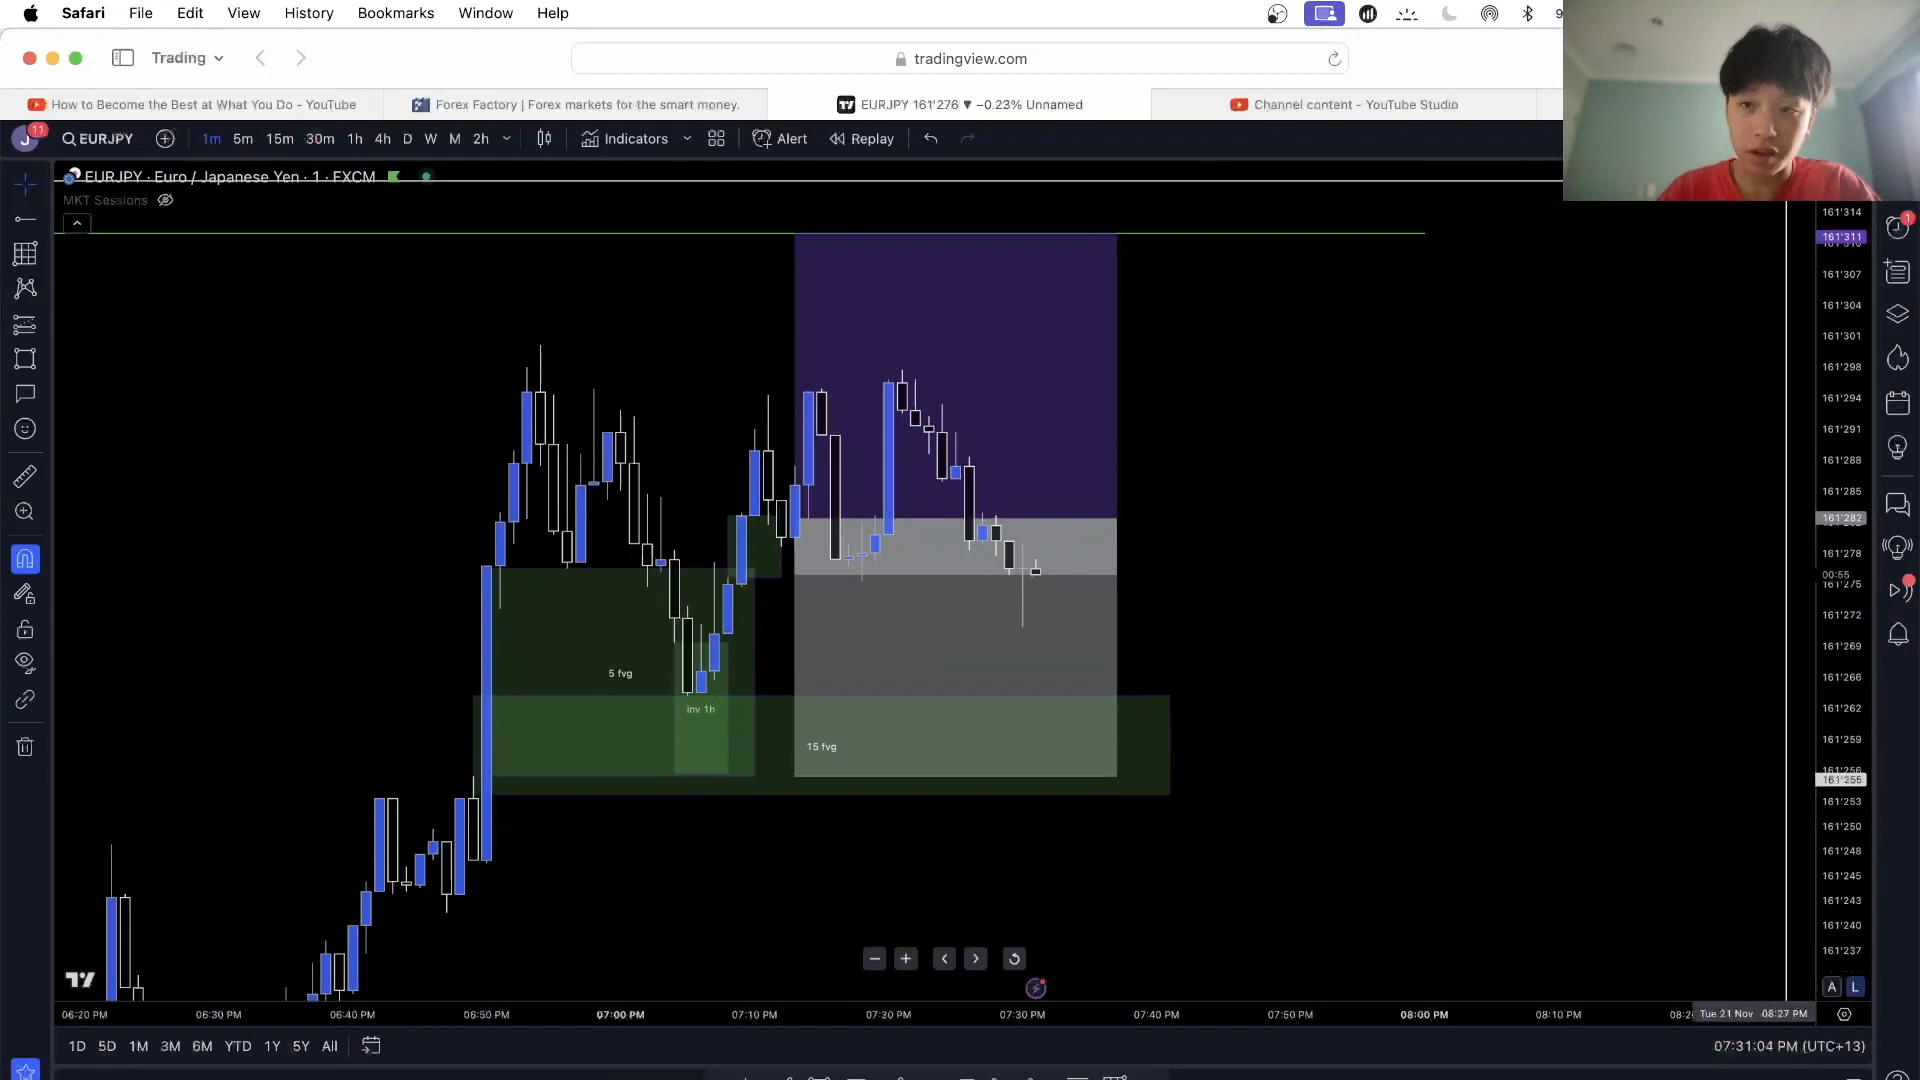 Safari File Edit View History Bookmarks Window Help
Trading
tradingview.com
How to Become the Best at What You Do - YouTube
Forex Factory | Forex markets for the smart money.
EURJPY 161'276 ▼ −0.23% Unnamed
Channel content - YouTube Studio
J 11 EURJPY 1m 5m 15m 30m 1h 4h D W M 2h Indicators Alert Replay
EURJPY · Euro / Japanese Yen · 1 · FXCM
MKT Sessions
161'314
161'311
161'307
161'304
161'301
161'298
161'294
161'291
161'288
161'285
161'282
161'278
00:55
161'275
161'272
161'269
161'266
161'262
161'259
161'256
161'255
161'253
161'250
161'248
161'245
161'243
161'240
161'237
5 fvg
inv 1h
15 fvg
A L
06:20 PM 06:30 PM 06:40 PM 06:50 PM 07:00 PM 07:10 PM 07:20 PM 07:30 PM 07:40 PM 07:50 PM 08:00 PM 08:10 PM Tue 21 Nov 08:27 PM
1D 5D 1M 3M 6M YTD 1Y 5Y All
07:31:04 PM (UTC+13)